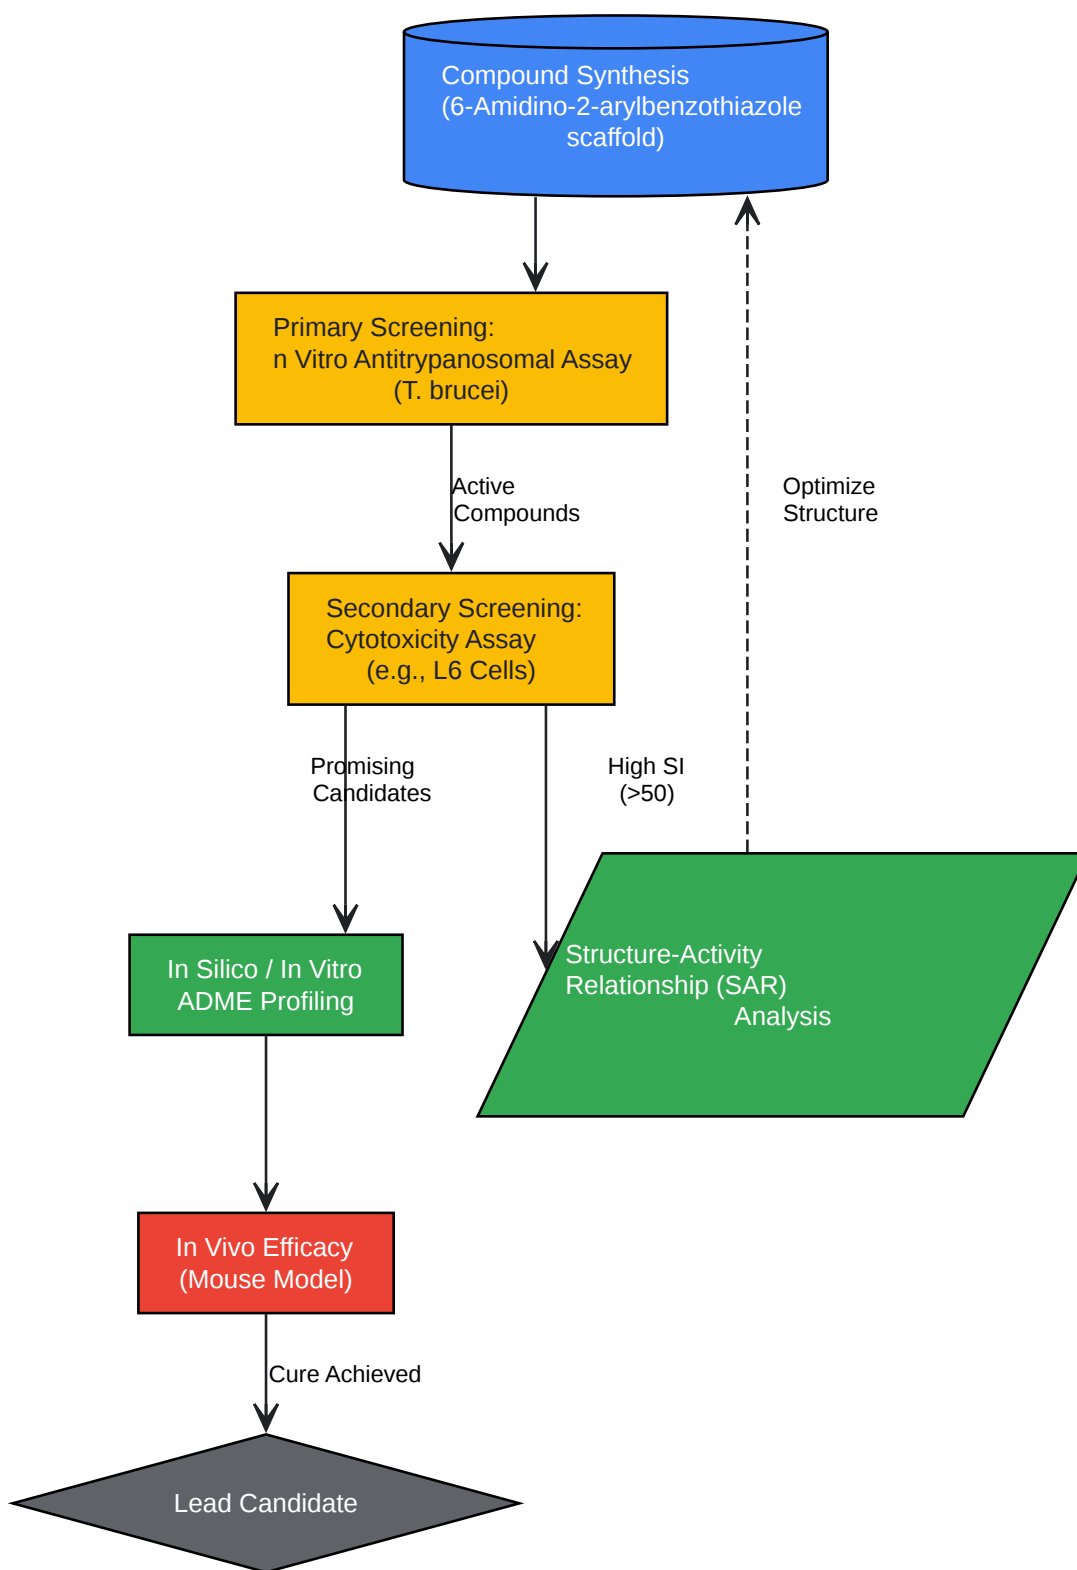 Compound Synthesis
(6-Amidino-2-arylbenzothiazole
scaffold)
Primary Screening:
n Vitro Antitrypanosomal Assay
(T. brucei)
Active
Compounds
Optimize
Structure
Secondary Screening:
Cytotoxicity Assay
(e.g., L6 Cells)
Promising
Candidates
High SI
(>50)
In Silico / In Vitro
ADME Profiling
Structure-Activity
Relationship (SAR)
Analysis
In Vivo Efficacy
(Mouse Model)
Cure Achieved
Lead Candidate